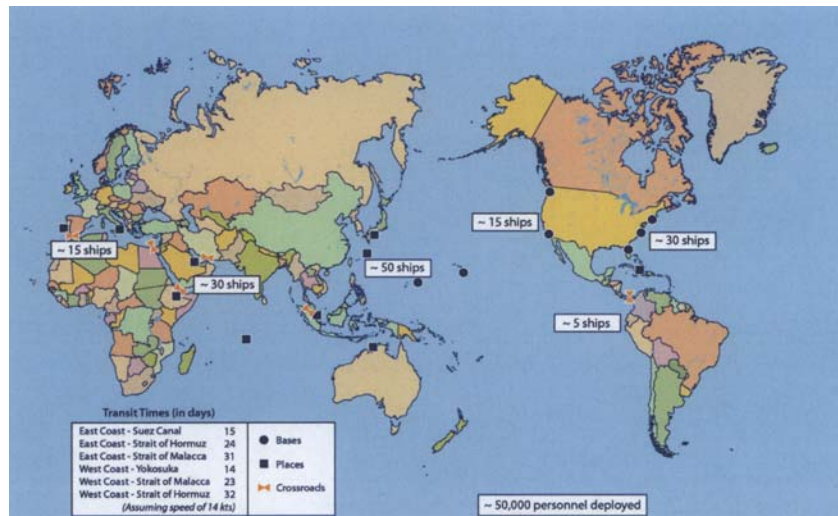 ~ 15 ships
~ 30 ships
~ 50 ships
~ 15 ships
~ 30 ships
~ 5 ships
Transit Times (in days)
East Coast - Suez Canal 15
East Coast - Strait of Hormuz 24
East Coast - Strait of Malacca 31
West Coast - Yokosuka 14
West Coast - Strait of Malacca 23
West Coast - Strait of Hormuz 32
(Assuming speed of 14 kts)
Bases
Places
Crossroads
~ 50,000 personnel deployed